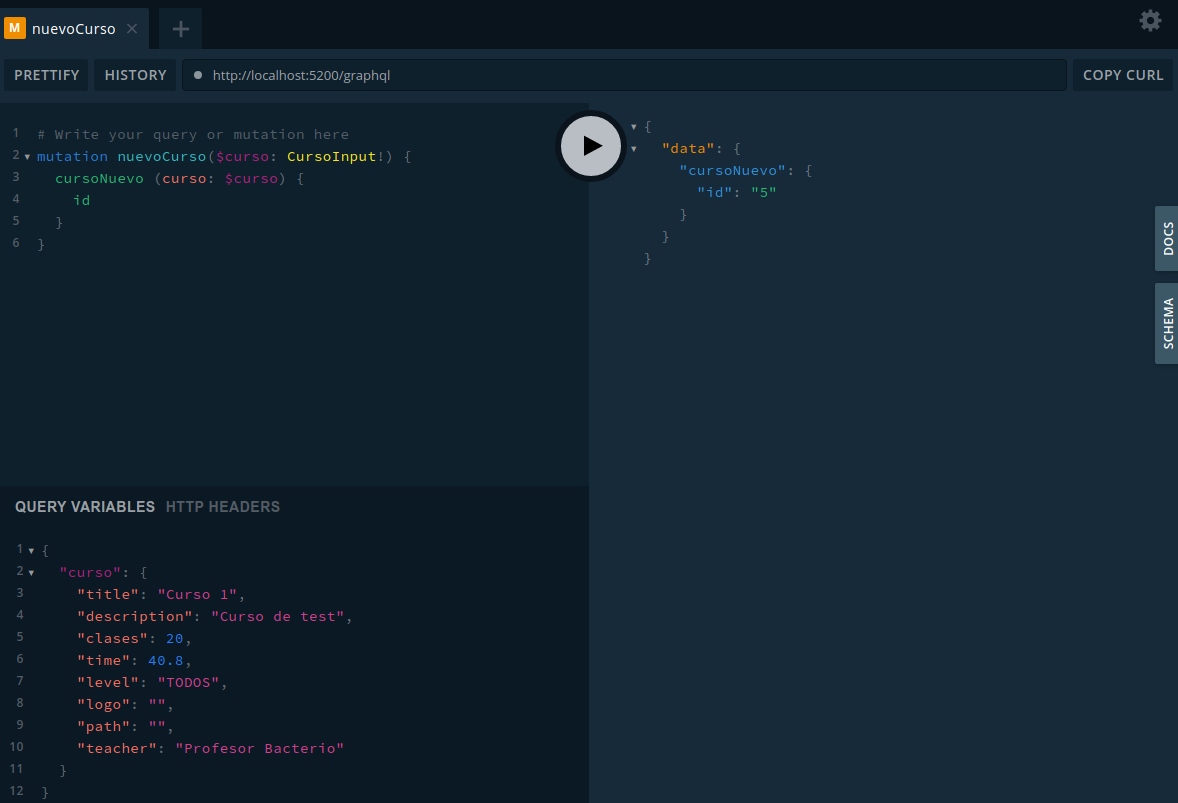 M nuevoCurso
PRETTIFY HISTORY http://localhost:5200/graphql COPY CURL
1 # Write your query or mutation here
2 mutation nuevoCurso($curso: CursoInput!) {
3 cursoNuevo (curso: $curso) {
4 id
5 }
6 }
{
"data": {
"cursoNuevo": {
"id": "5"
}
}
}
DOCS
SCHEMA
QUERY VARIABLES HTTP HEADERS
1 {
2 "curso": {
3 "title": "Curso 1",
4 "description": "Curso de test",
5 "clases": 20,
6 "time": 40.8,
7 "level": "TODOS",
8 "logo": "",
9 "path": "",
10 "teacher": "Profesor Bacterio"
11 }
12 }